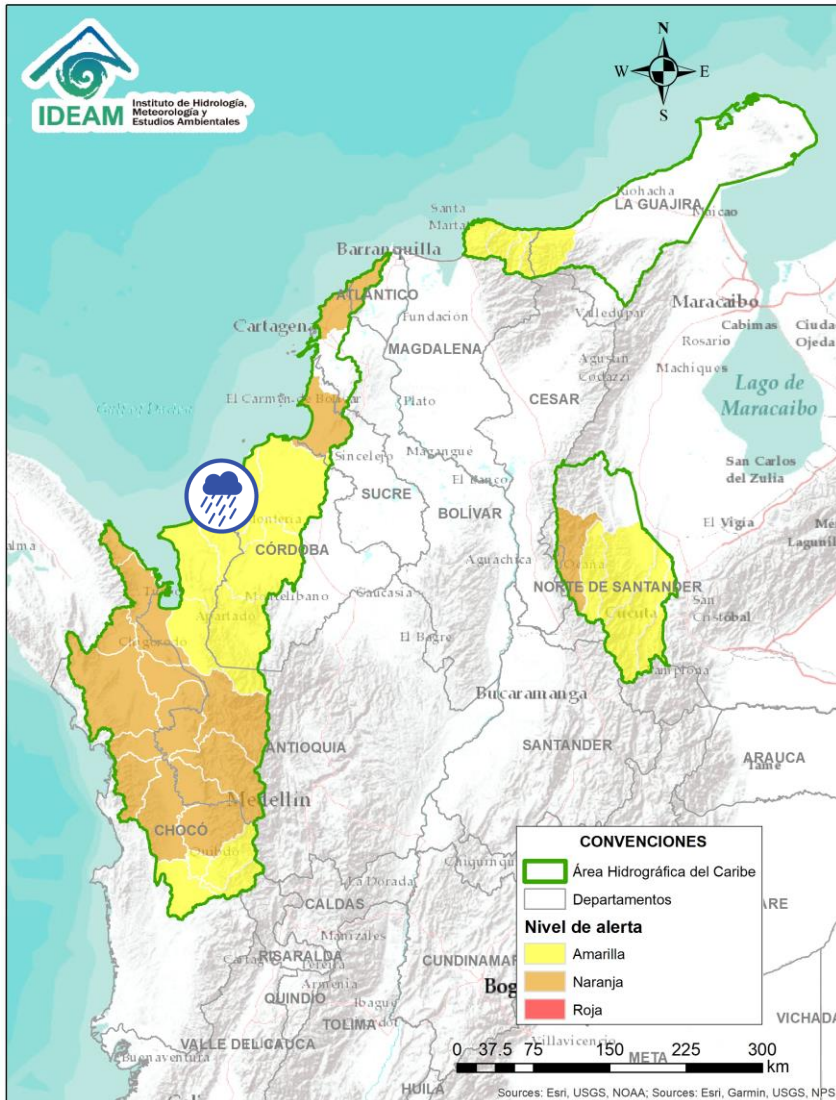 IDEAM
Instituto de Hidrología,
Meteorología y
Estudios Ambientales
N
W
E
S
Riohacha
LA GUAJIRA
Maicao
Santa
Marta
Barranquilla
ATLÁNTICO
Cartagena
Fundación
Valledupar
Maracaibo
Cabimas
Ciudad
Ojeda
Rosario
Machiques
MAGDALENA
Agustín
Codazzi
CESAR
Lago de
Maracaibo
El Carmen de Bolívar
Plato
Sincelejo
Magangué
San Carlos
del Zulia
SUCRE
El Banco
BOLÍVAR
El Vigía
Montería
CÓRDOBA
Aguachica
Ocaña
NORTE DE SANTANDER
Montelíbano
Caucasia
Apartadó
Cúcuta
San
Cristóbal
Chigorodó
El Bagre
Pamplona
Bucaramanga
ANTIOQUIA
SANTANDER
ARAUCA
Tame
Medellín
CHOCÓ
Quibdó
CONVENCIONES
Área Hidrográfica del Caribe
Departamentos
Nivel de alerta
Amarilla
Naranja
Roja
La Dorada
CALDAS
Manizales
RISARALDA
Pereira
Armenia
QUINDÍO
Ibagué
TOLIMA
VALLE DEL CAUCA
Buenaventura
Villavicencio
META
VICHADA
HUILA
0 37.5 75 150 225 300
km
Sources: Esri, USGS, NOAA; Sources: Esri, Garmin, USGS, NPS